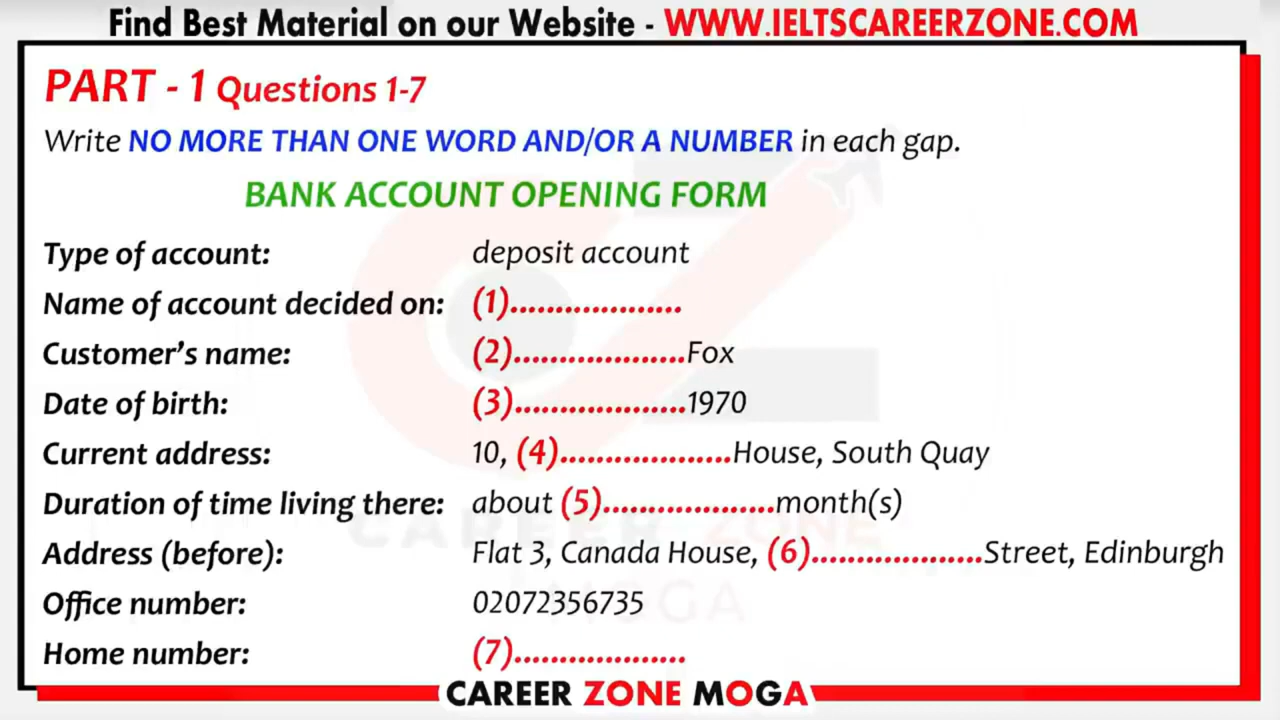 Find Best Material on our Website - WWW.IELTSCAREERZONE.COM
PART - 1 Questions 1-7
Write NO MORE THAN ONE WORD AND/OR A NUMBER in each gap.
BANK ACCOUNT OPENING FORM
Type of account: deposit account
Name of account decided on: (1)..................
Customer's name: (2)..................Fox
Date of birth: (3)..................1970
Current address: 10, (4)..................House, South Quay
Duration of time living there: about (5)..................month(s)
Address (before): Flat 3, Canada House, (6)..................Street, Edinburgh
Office number: 02072356735
Home number: (7)..................
CAREER ZONE
MOGA
CAREER ZONE MOGA